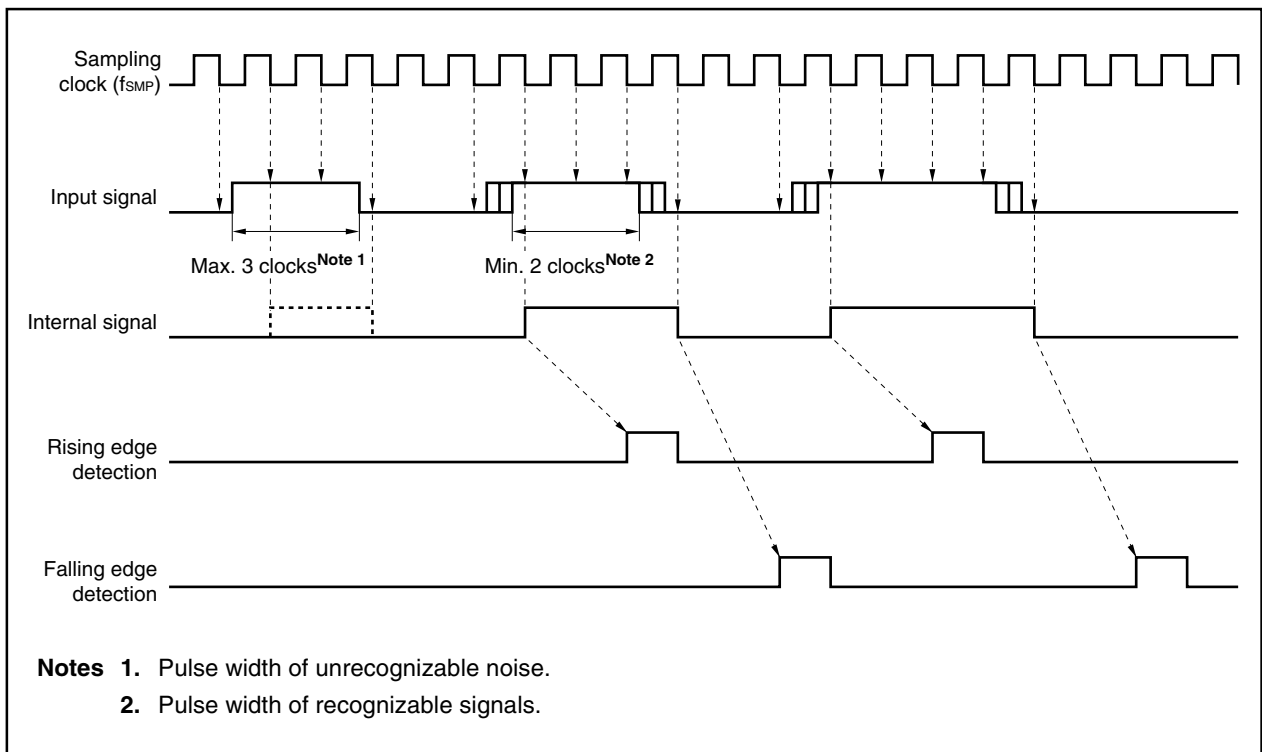 Sampling
clock (fSMP)
Input signal
Max. 3 clocksNote 1
Min. 2 clocksNote 2
Internal signal
Rising edge
detection
Falling edge
detection
Notes 1. Pulse width of unrecognizable noise.
2. Pulse width of recognizable signals.